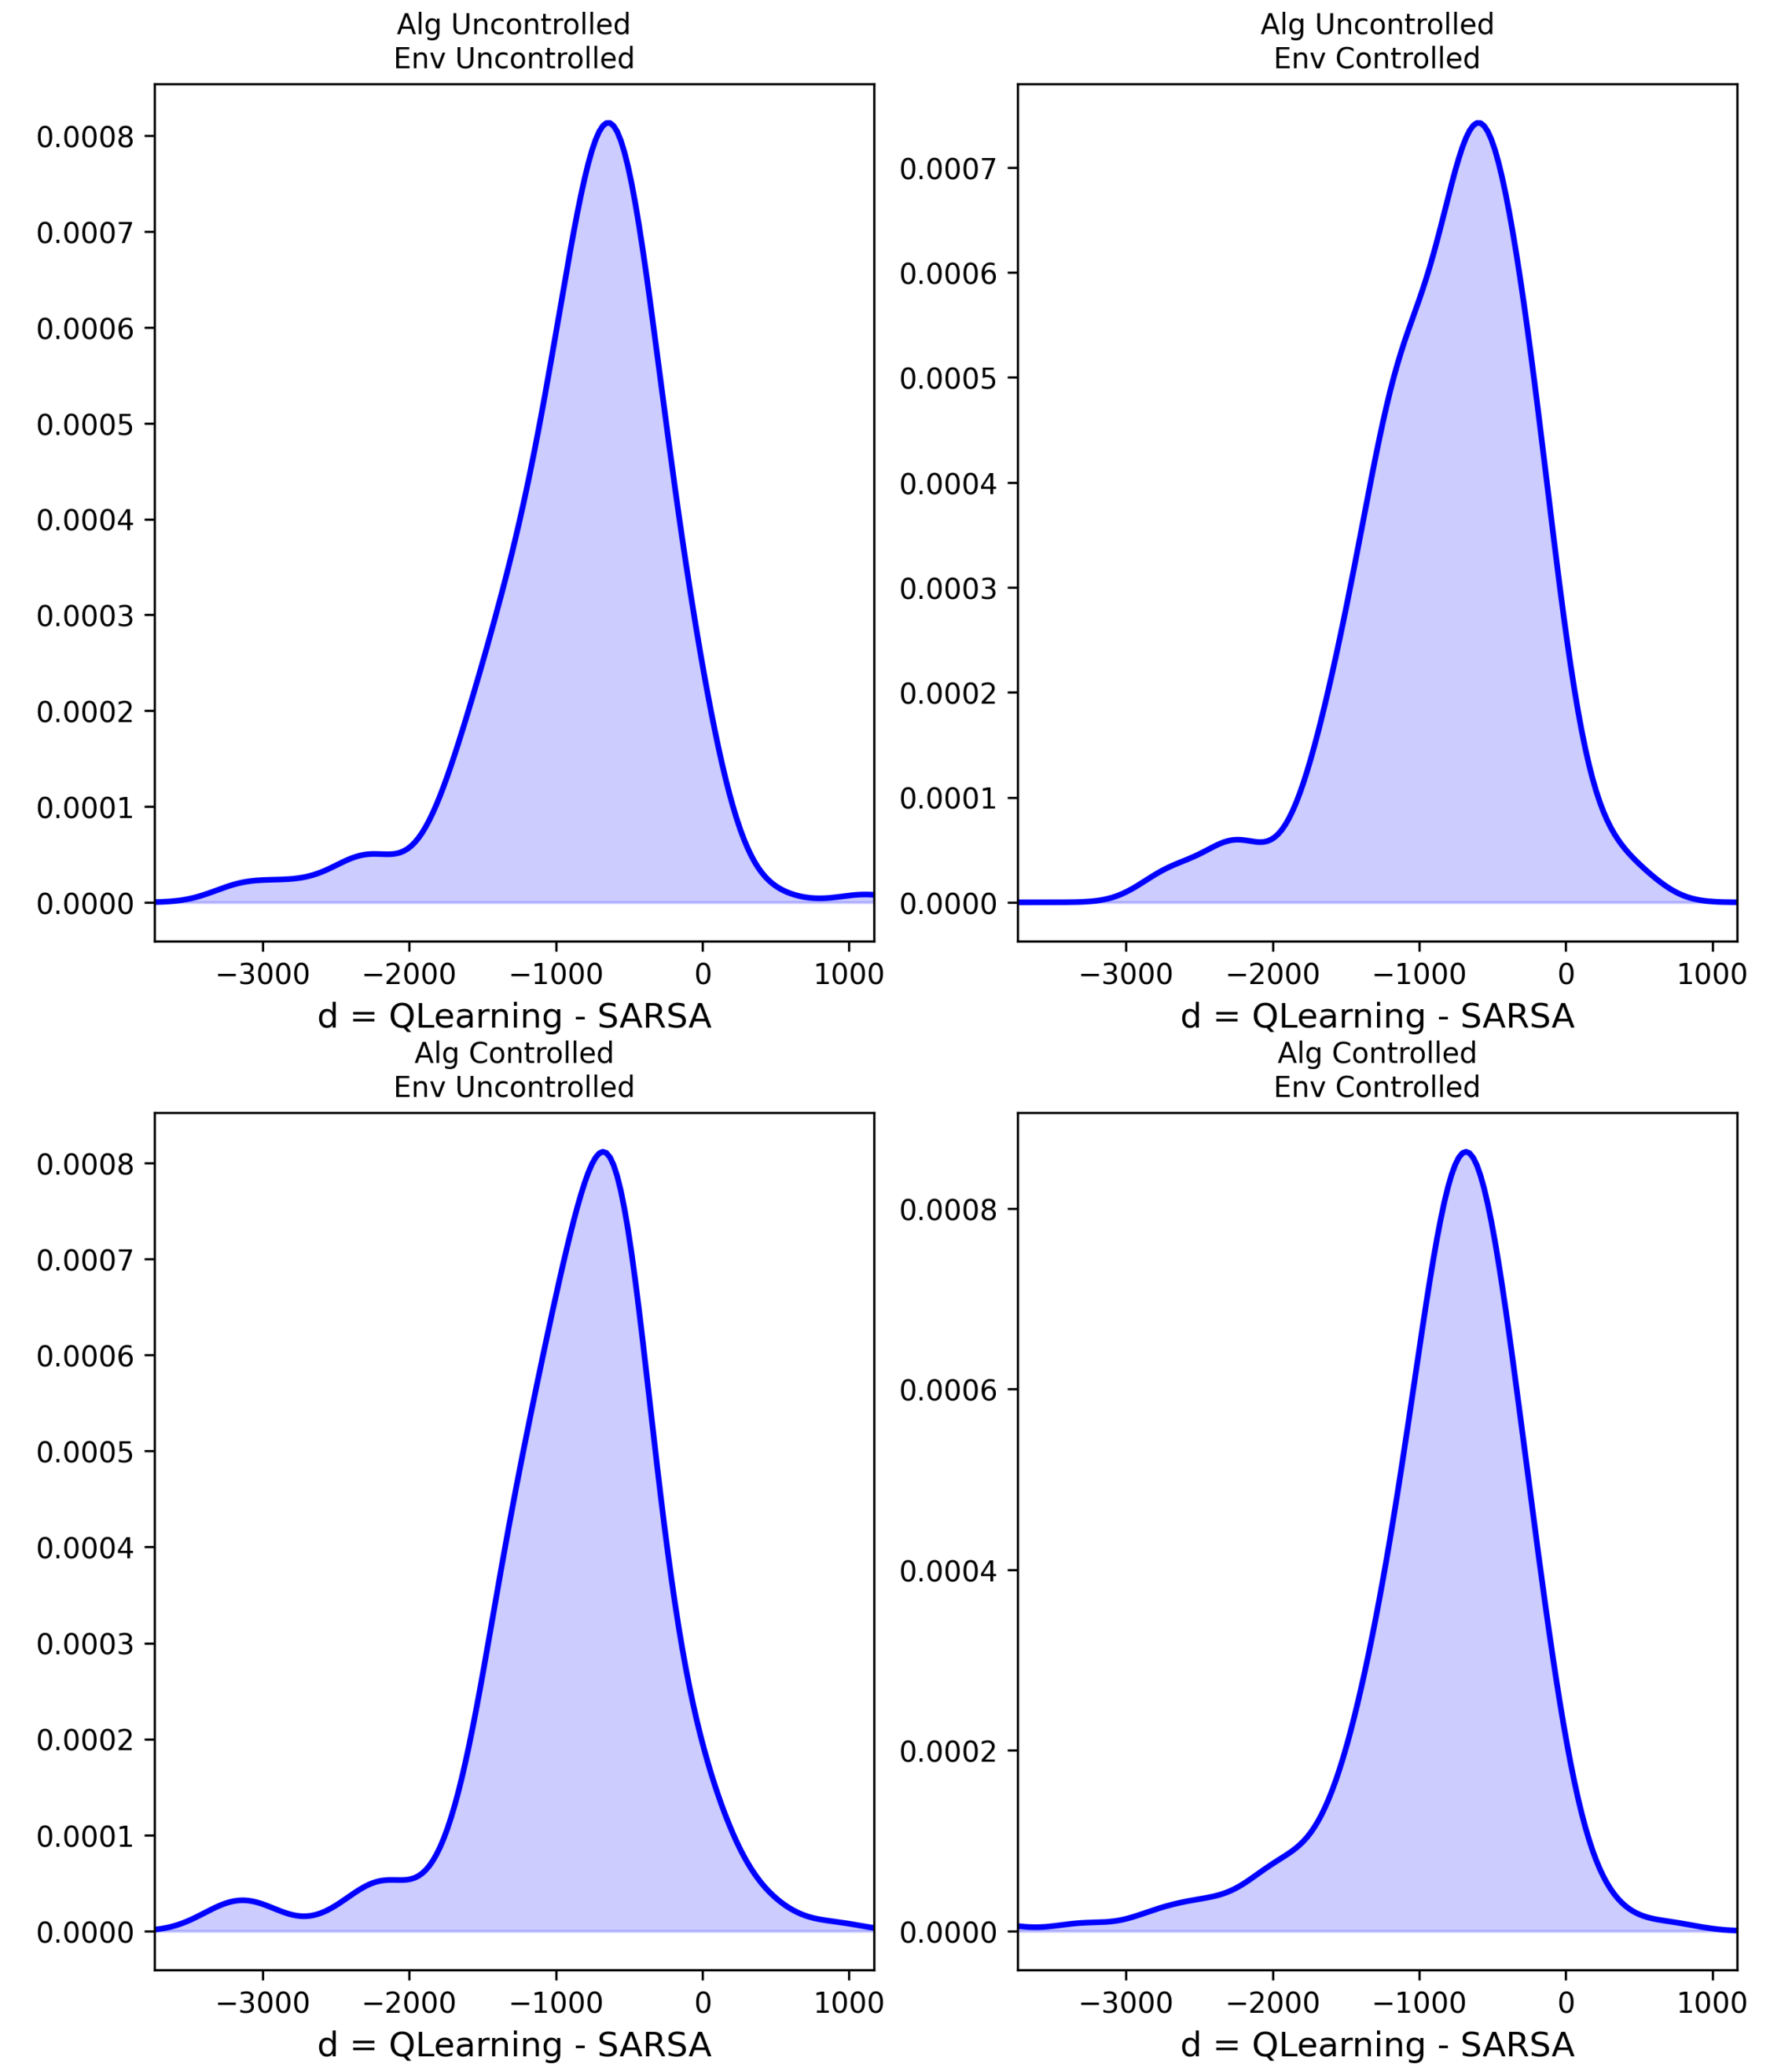 Alg Uncontrolled
Env Uncontrolled
0.0008
0.0007
0.0006
0.0005
0.0004
0.0003
0.0002
0.0001
0.0000
−3000 −2000 −1000 0 1000
d = QLearning - SARSA
Alg Uncontrolled
Env Controlled
0.0007
0.0006
0.0005
0.0004
0.0003
0.0002
0.0001
0.0000
−3000 −2000 −1000 0 1000
d = QLearning - SARSA
Alg Controlled
Env Uncontrolled
0.0008
0.0007
0.0006
0.0005
0.0004
0.0003
0.0002
0.0001
0.0000
−3000 −2000 −1000 0 1000
d = QLearning - SARSA
Alg Controlled
Env Controlled
0.0008
0.0006
0.0004
0.0002
0.0000
−3000 −2000 −1000 0 1000
d = QLearning - SARSA